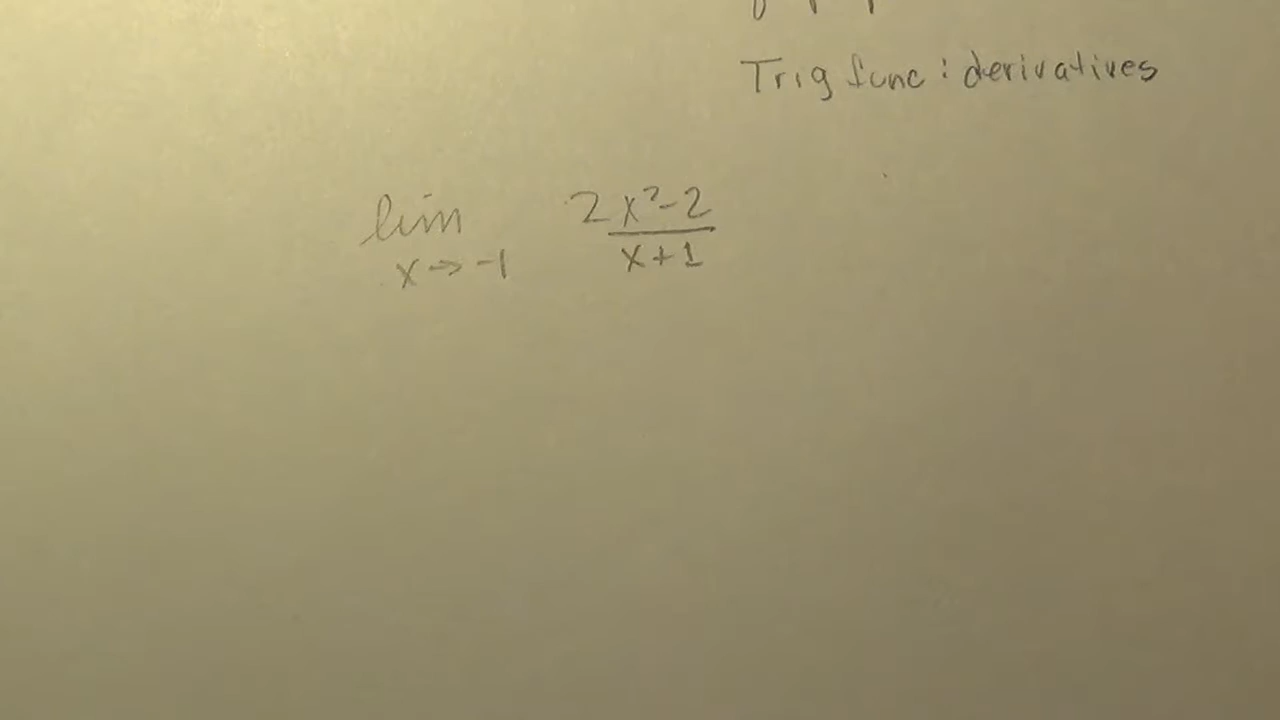 Trig func : derivatives
lim 2x²-2
x→-1 x+1